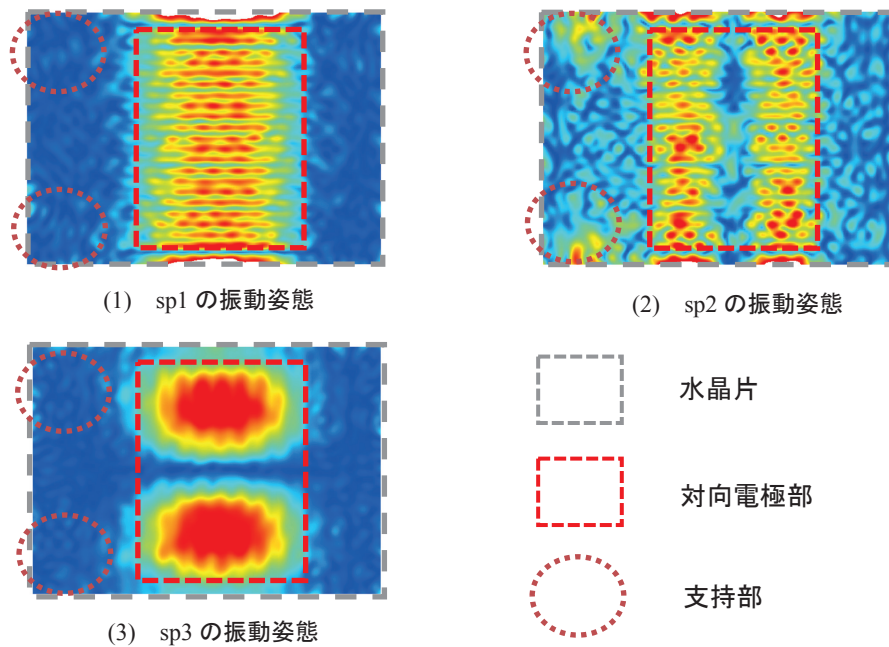 (1) sp1 の振動姿態
(2) sp2 の振動姿態
(3) sp3 の振動姿態
水晶片
対向電極部
支持部